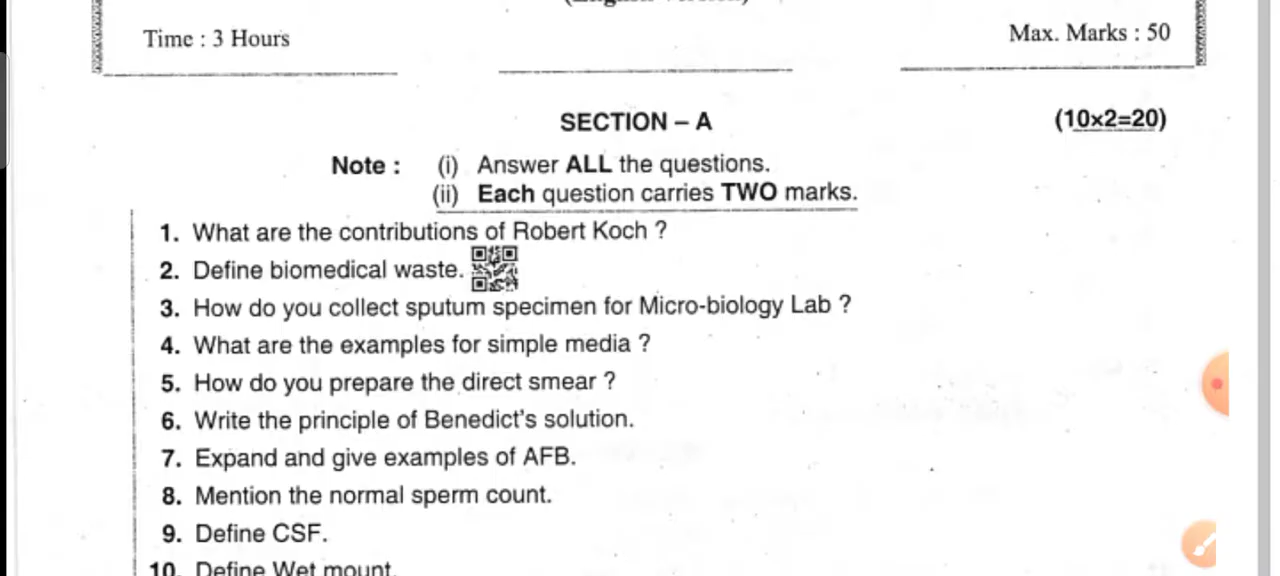 (English Version)
Time : 3 Hours
Max. Marks : 50
SECTION – A
(10×2=20)
Note : (i) Answer ALL the questions.
(ii) Each question carries TWO marks.
1. What are the contributions of Robert Koch ?
2. Define biomedical waste.
3. How do you collect sputum specimen for Micro-biology Lab ?
4. What are the examples for simple media ?
5. How do you prepare the direct smear ?
6. Write the principle of Benedict's solution.
7. Expand and give examples of AFB.
8. Mention the normal sperm count.
9. Define CSF.
10. Define Wet mount.